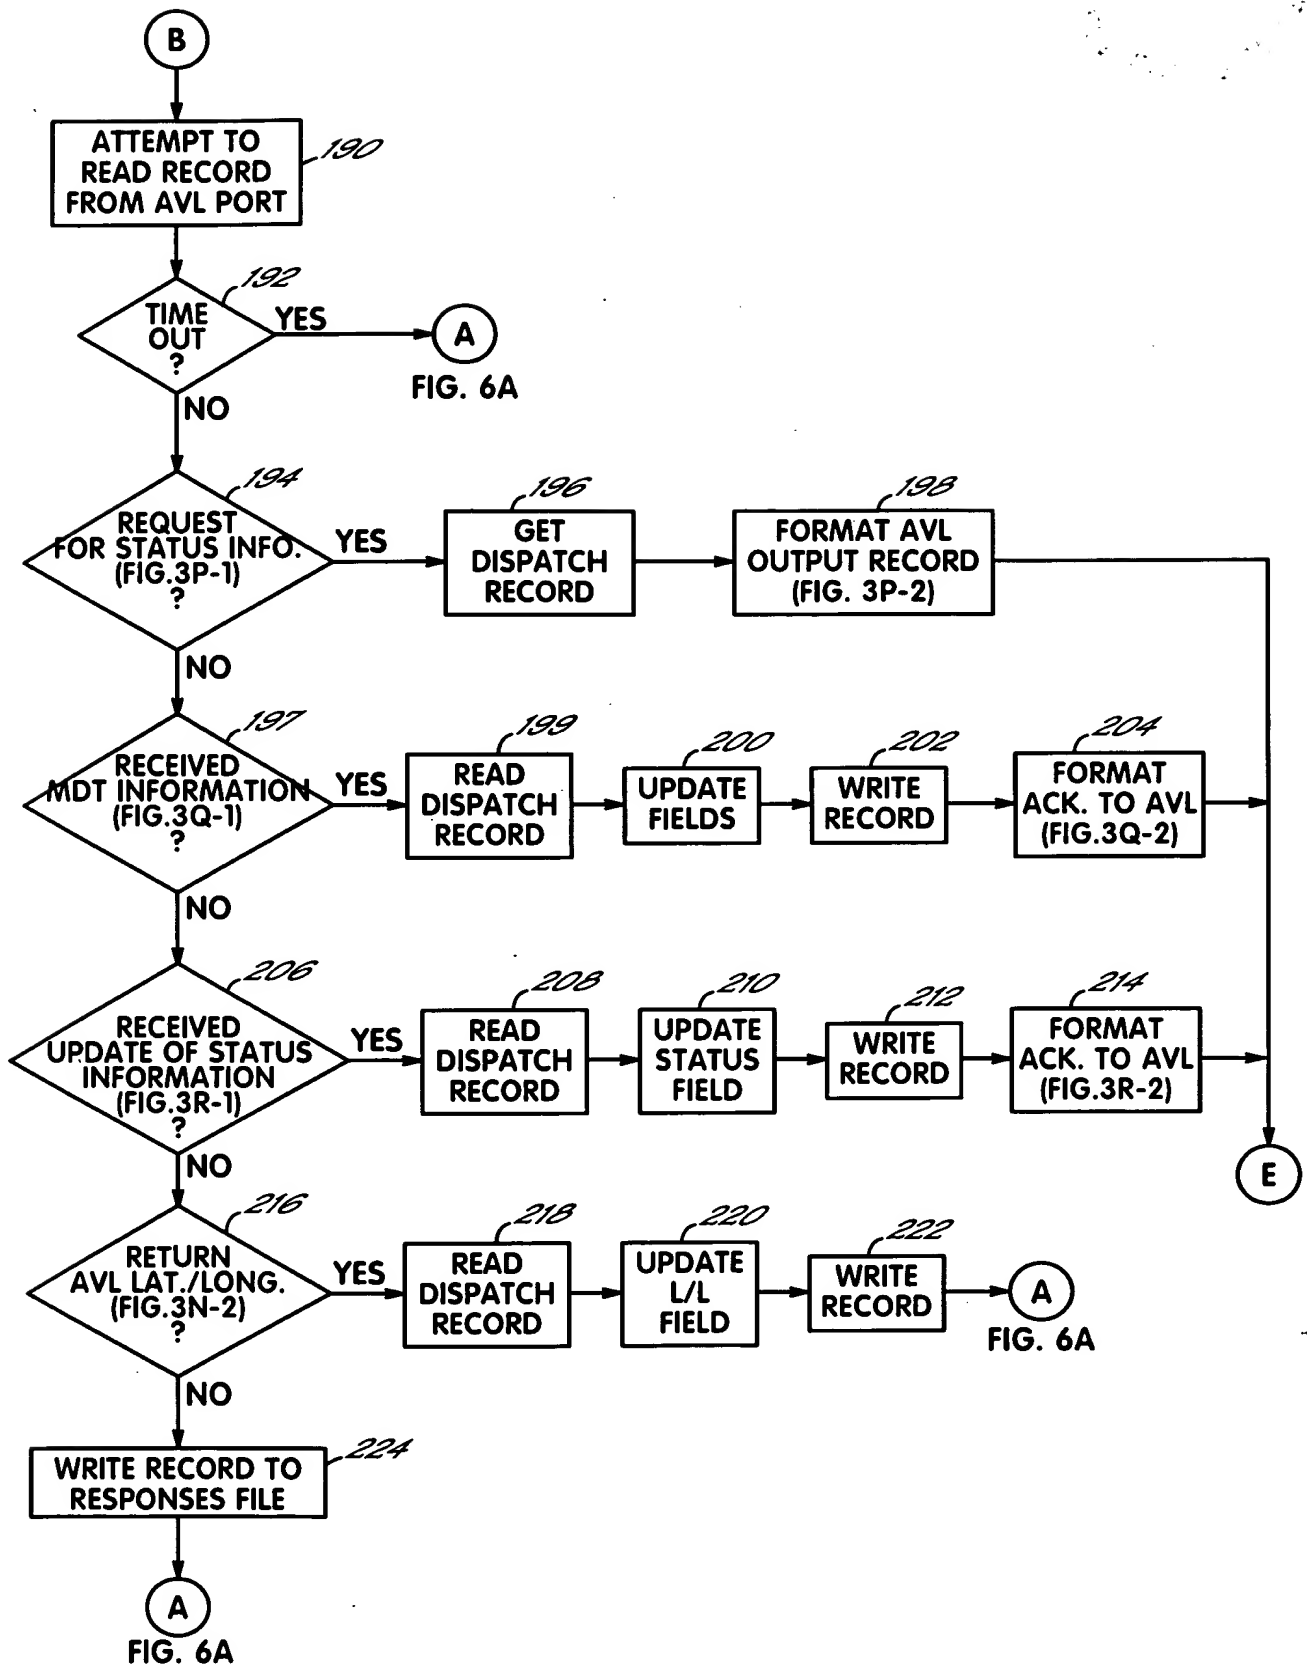 B
ATTEMPT TO
READ RECORD
FROM AVL PORT
190
192
TIME
OUT
?
YES
A
FIG. 6A
NO
194
REQUEST
FOR STATUS INFO.
(FIG.3P-1)
?
YES
196
GET
DISPATCH
RECORD
198
FORMAT AVL
OUTPUT RECORD
(FIG. 3P-2)
NO
197
RECEIVED
MDT INFORMATION
(FIG.3Q-1)
?
YES
199
READ
DISPATCH
RECORD
200
UPDATE
FIELDS
202
WRITE
RECORD
204
FORMAT
ACK. TO AVL
(FIG.3Q-2)
NO
206
RECEIVED
UPDATE OF STATUS
INFORMATION
(FIG.3R-1)
?
YES
208
READ
DISPATCH
RECORD
210
UPDATE
STATUS
FIELD
212
WRITE
RECORD
214
FORMAT
ACK. TO AVL
(FIG.3R-2)
E
NO
216
RETURN
AVL LAT./LONG.
(FIG.3N-2)
?
YES
218
READ
DISPATCH
RECORD
220
UPDATE
L/L
FIELD
222
WRITE
RECORD
A
FIG. 6A
NO
224
WRITE RECORD TO
RESPONSES FILE
A
FIG. 6A